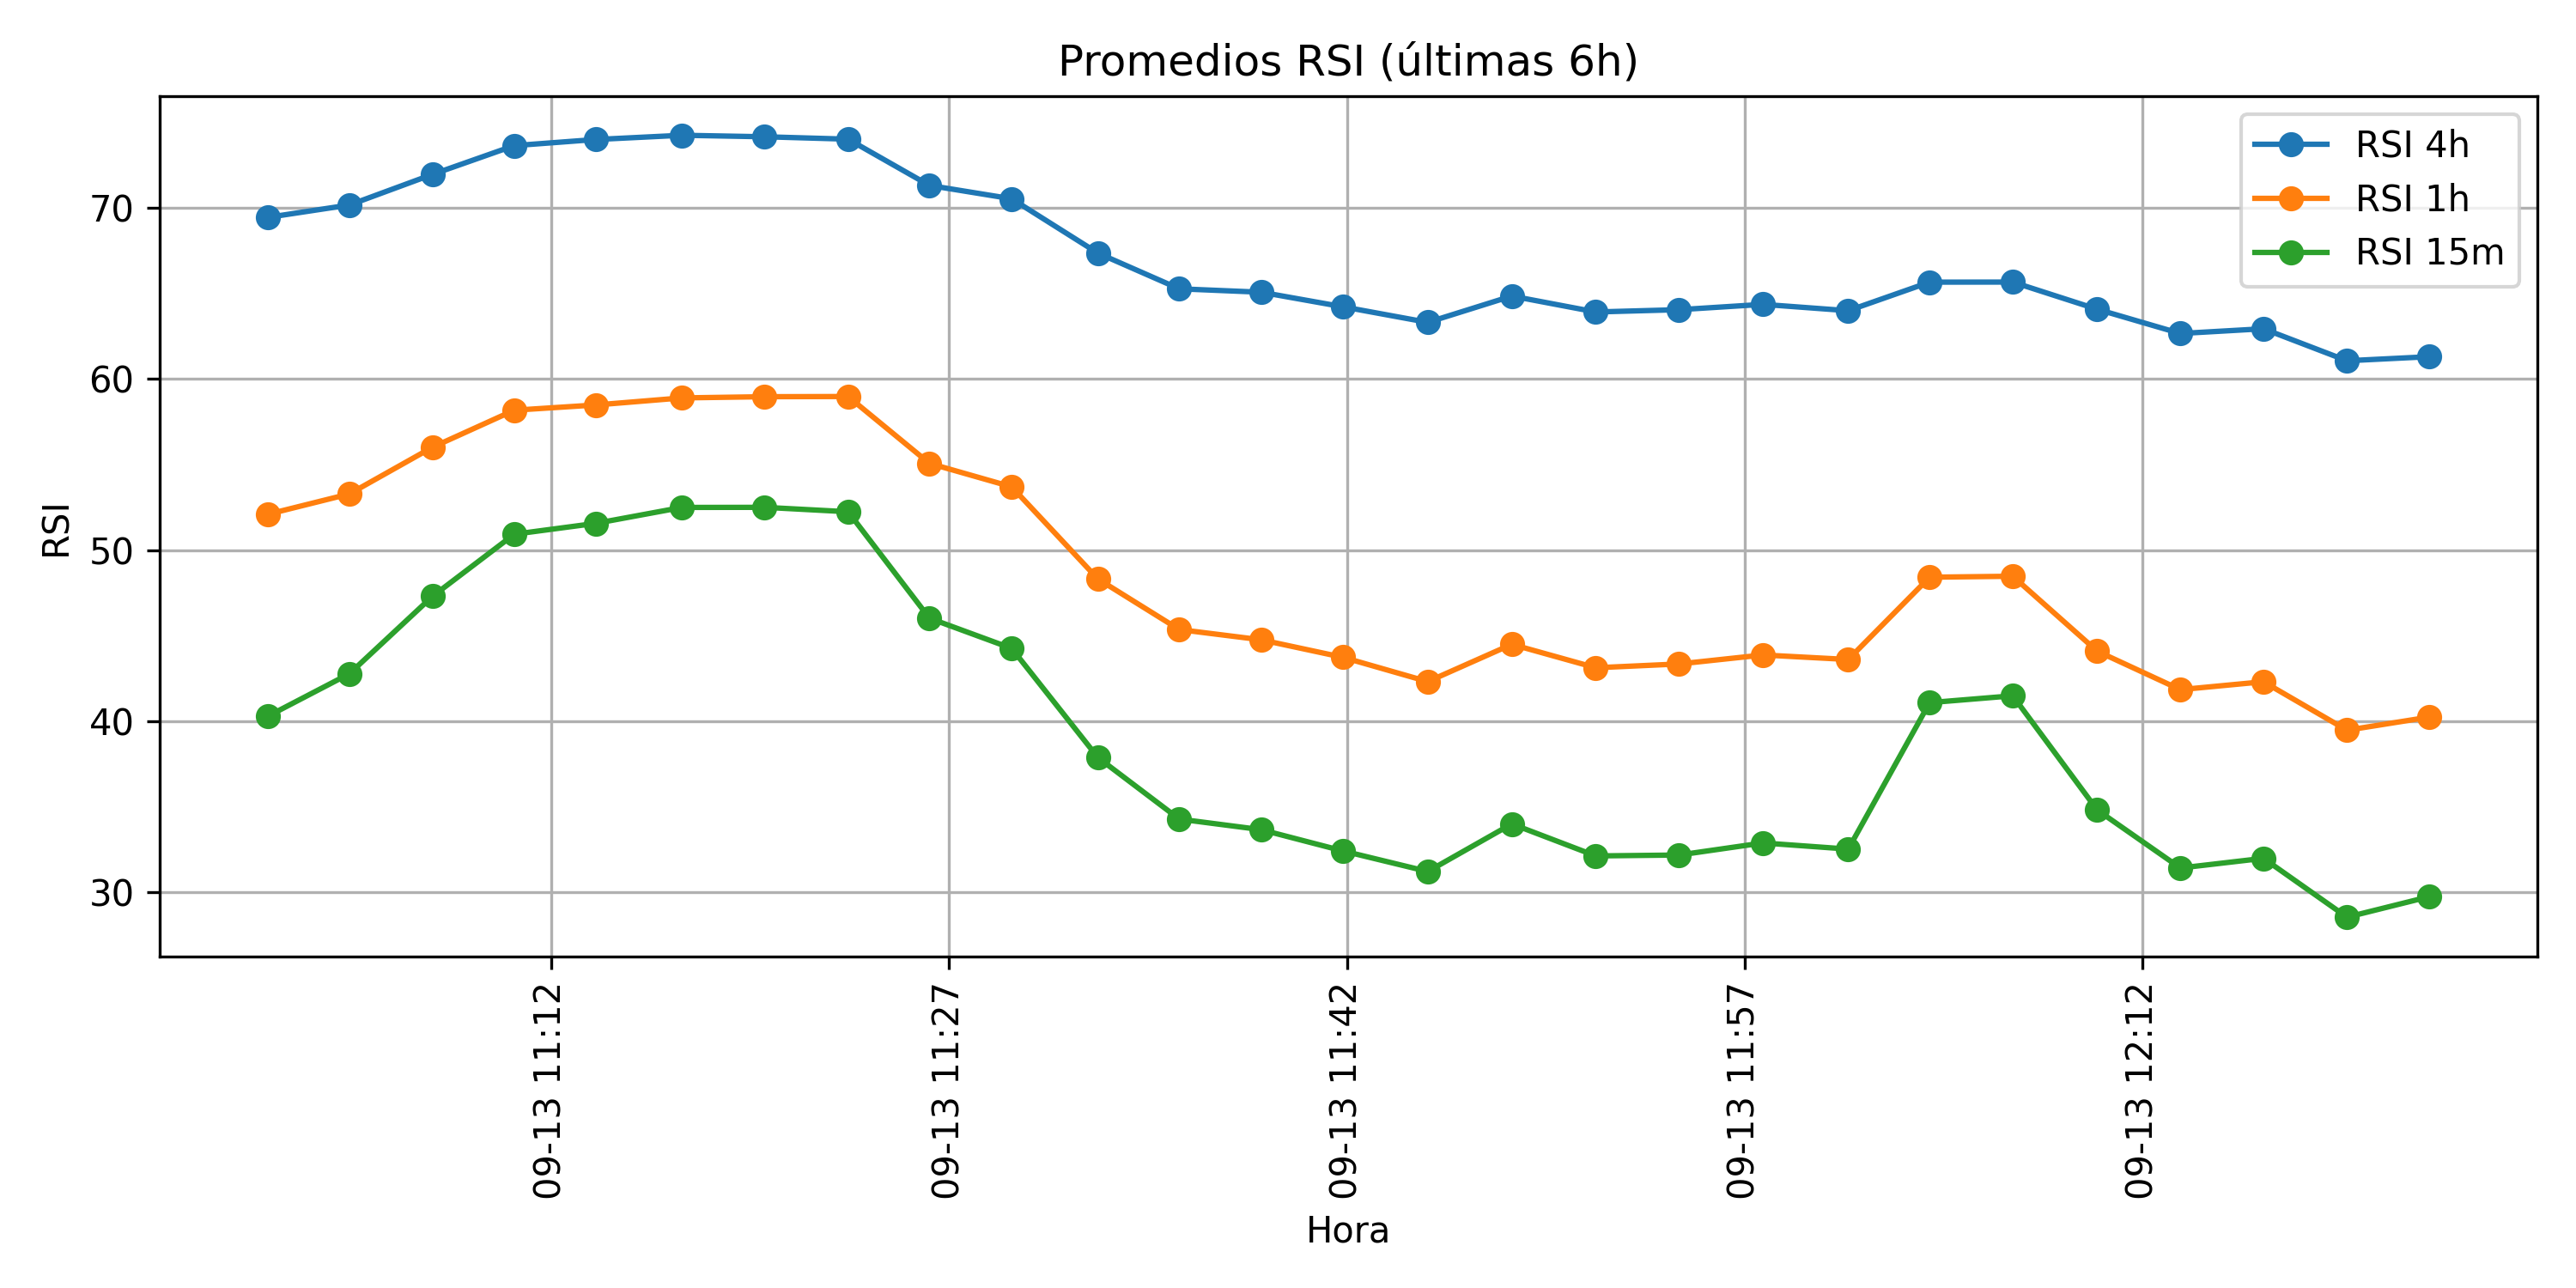 Promedios RSI (últimas 6h)
RSI 4h
RSI 1h
RSI 15m
RSI
70
60
50
40
30
09-13 11:12
09-13 11:27
09-13 11:42
09-13 11:57
09-13 12:12
Hora